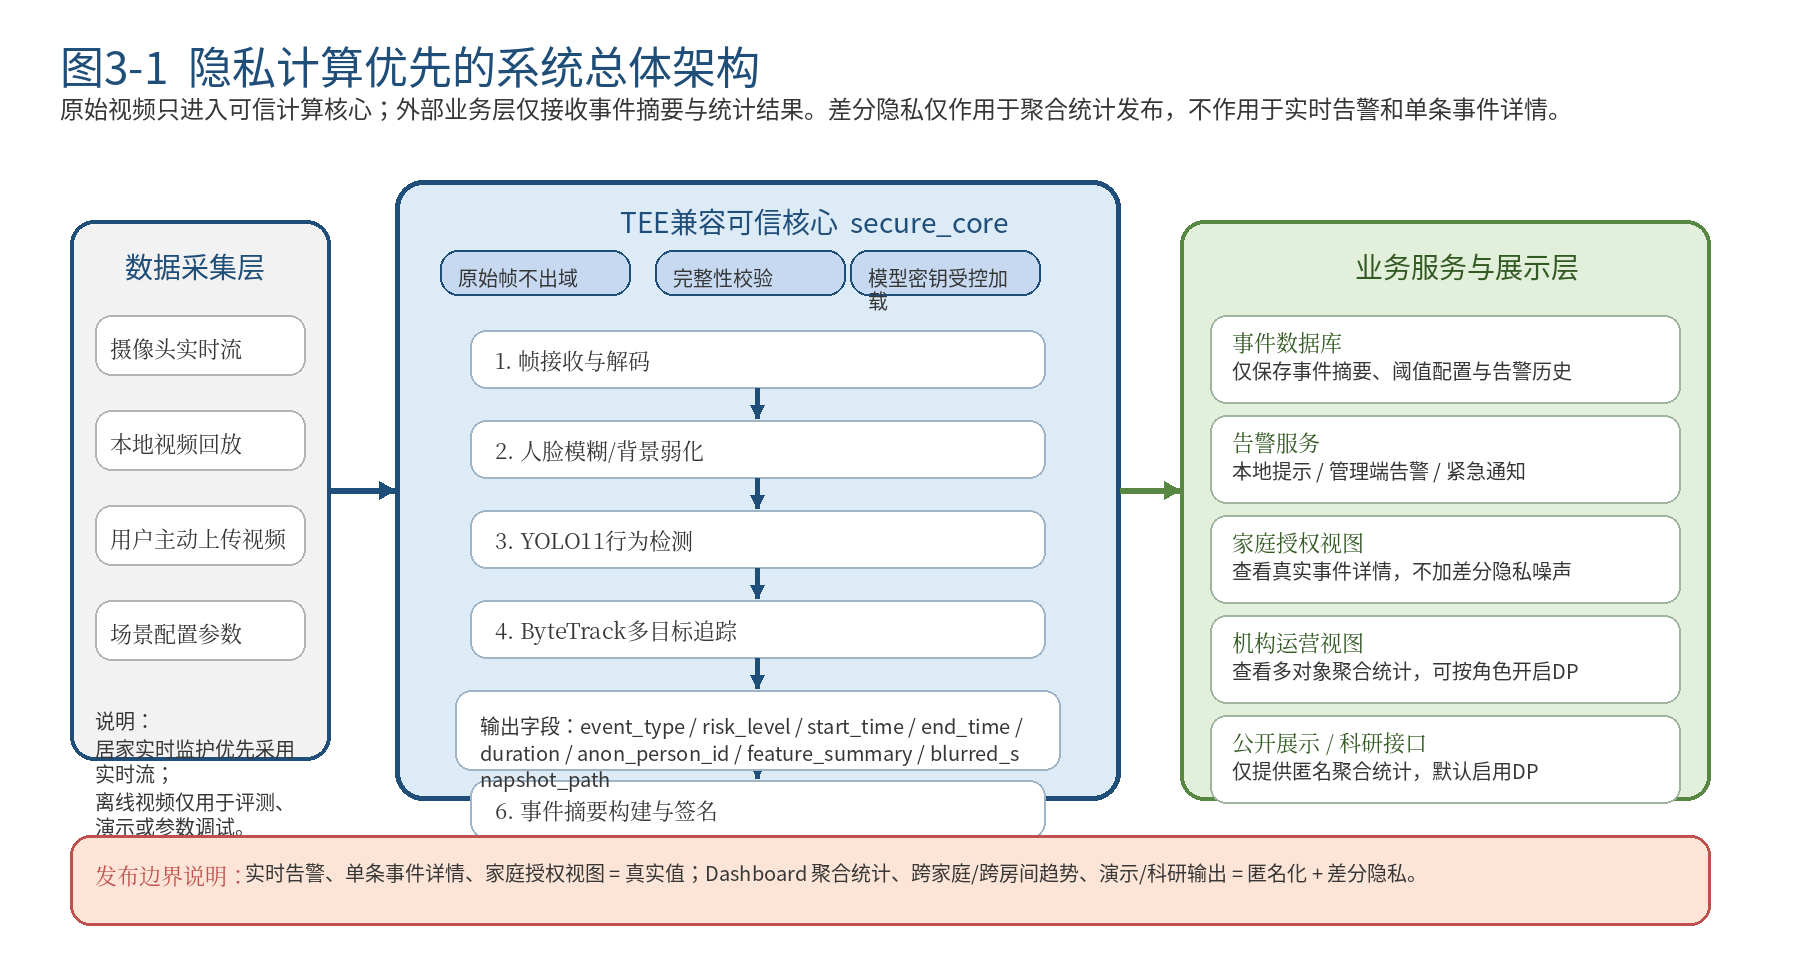 图3-1 隐私计算优先的系统总体架构
原始视频只进入可信计算核心；外部业务层仅接收事件摘要与统计结果。差分隐私仅作用于聚合统计发布，不作用于实时告警和单条事件详情。
数据采集层
摄像头实时流
本地视频回放
用户主动上传视频
场景配置参数
说明：
居家实时监护优先采用
实时流；
离线视频仅用于评测、
演示或参数调试。
TEE兼容可信核心 secure_core
原始帧不出域
完整性校验
模型密钥受控加
载
1. 帧接收与解码
2. 人脸模糊/背景弱化
3. YOLO11行为检测
4. ByteTrack多目标追踪
输出字段：event_type / risk_level / start_time / end_time /
duration / anon_person_id / feature_summary / blurred_s
napshot_path
6. 事件摘要构建与签名
业务服务与展示层
事件数据库
仅保存事件摘要、阈值配置与告警历史
告警服务
本地提示 / 管理端告警 / 紧急通知
家庭授权视图
查看真实事件详情，不加差分隐私噪声
机构运营视图
查看多对象聚合统计，可按角色开启DP
公开展示 / 科研接口
仅提供匿名聚合统计，默认启用DP
发布边界说明：实时告警、单条事件详情、家庭授权视图 = 真实值；Dashboard 聚合统计、跨家庭/跨房间趋势、演示/科研输出 = 匿名化 + 差分隐私。